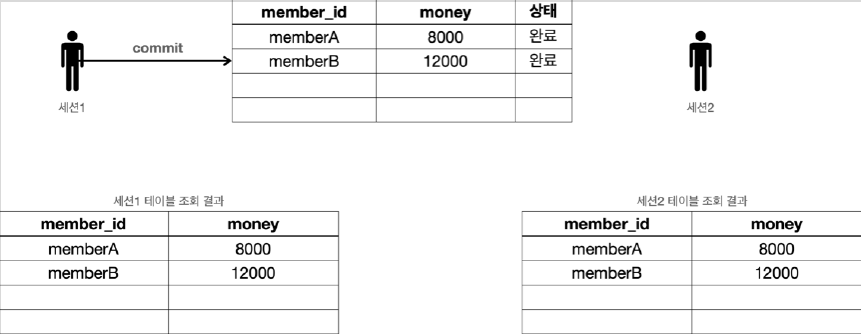 member_id money 상태
memberA 8000 완료
commit
memberB 12000 완료
세션1
세션2
세션1 테이블 조회 결과
member_id money
memberA 8000
memberB 12000
세션2 테이블 조회 결과
member_id money
memberA 8000
memberB 12000